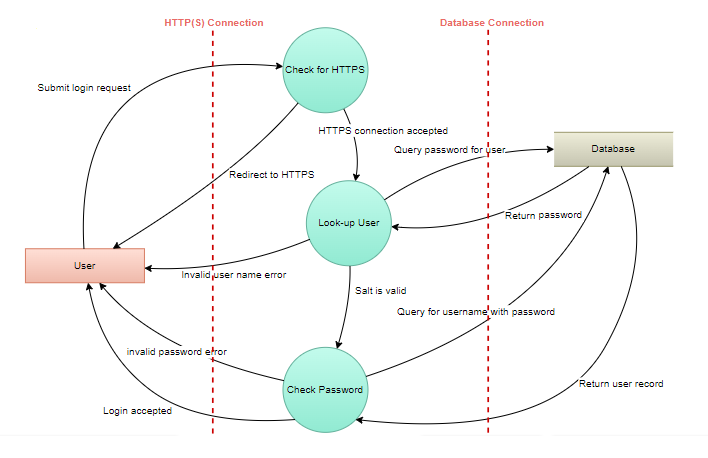 HTTP(S) Connection
Database Connection
Check for HTTPS
Submit login request
HTTPS connection accepted
Query password for user
Database
Redirect to HTTPS
Return password
Look-up User
User
Invalid user name error
Salt is valid
Query for username with password
invalid password error
Return user record
Check Password
Login accepted